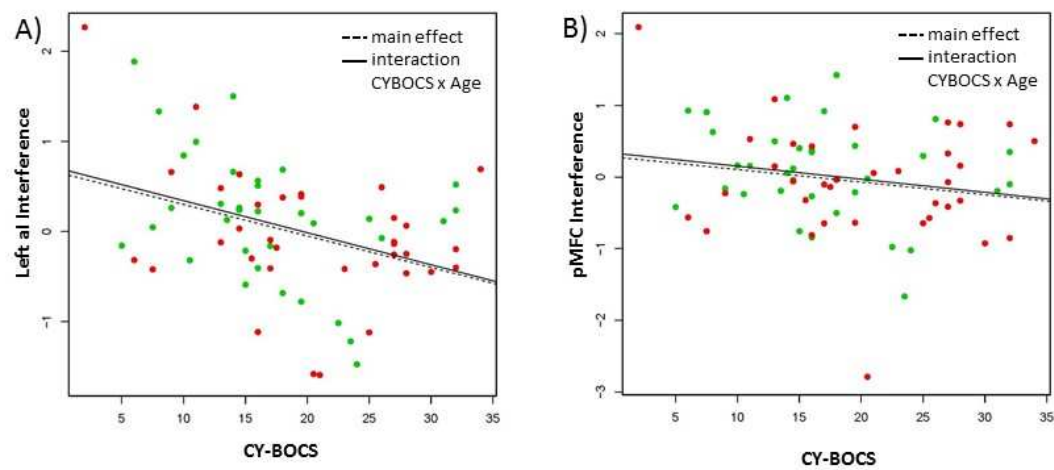 A)
main effect
interaction
CYBOCS x Age
Left aI Interference
2
1
0
-1
5 10 15 20 25 30 35
CY-BOCS
B)
main effect
interaction
CYBOCS x Age
pMFC Interference
2
1
0
-1
-2
-3
5 10 15 20 25 30 35
CY-BOCS